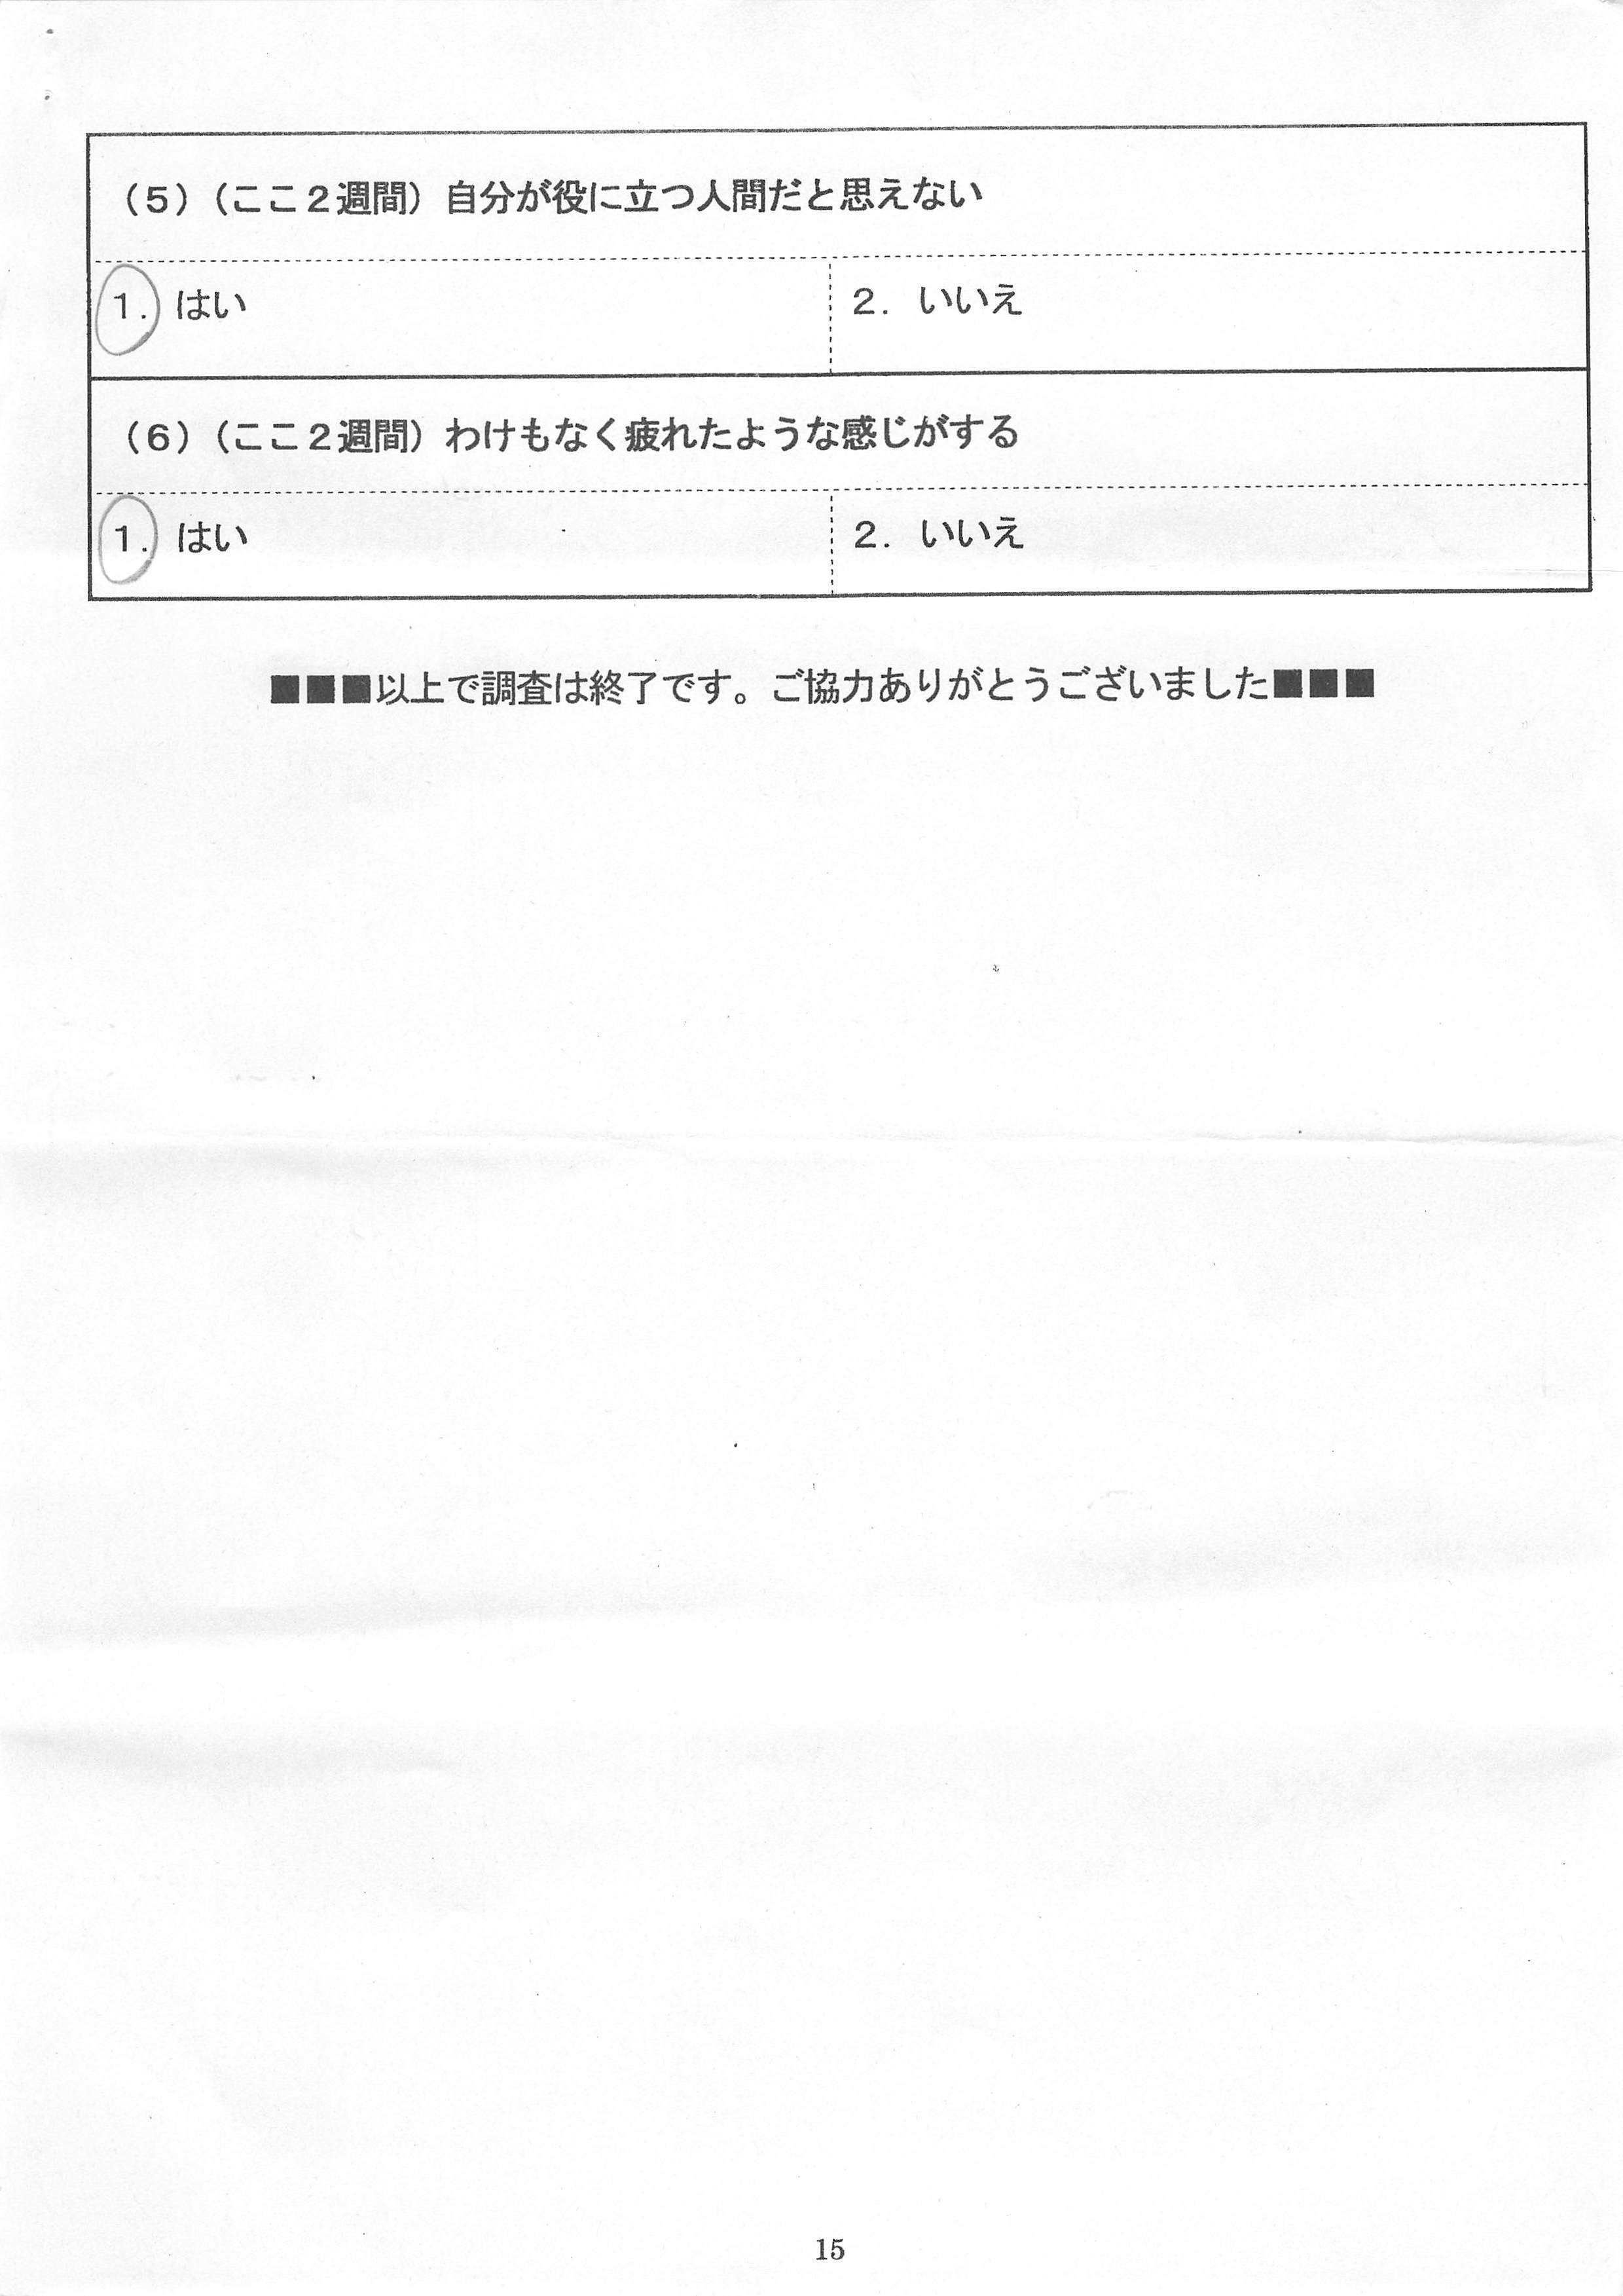 （５）（ここ２週間）自分が役に立つ人間だと思えない
１．はい
２．いいえ
（６）（ここ２週間）わけもなく疲れたような感じがする
１．はい
２．いいえ
■■■以上で調査は終了です。ご協力ありがとうございました■■■
15